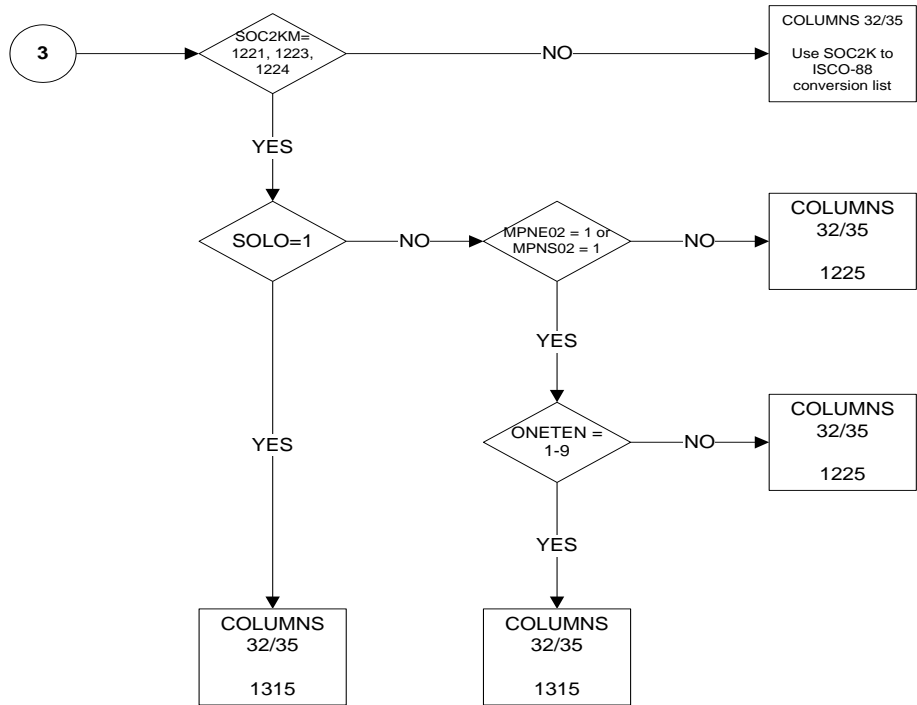 3
SOC2KM=
1221, 1223,
1224
NO
COLUMNS 32/35
Use SOC2K to
ISCO-88
conversion list
YES
SOLO=1
NO
MPNE02 = 1 or
MPNS02 = 1
NO
COLUMNS
32/35
1225
YES
YES
ONETEN =
1-9
NO
COLUMNS
32/35
1225
YES
COLUMNS
32/35
1315
COLUMNS
32/35
1315